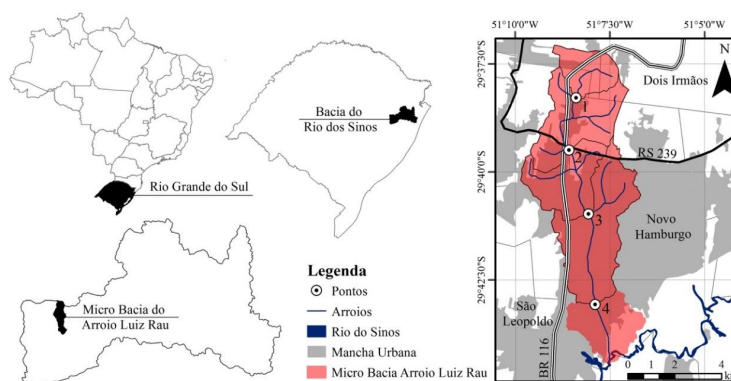 Rio Grande do Sul
Bacia do
Rio dos Sinos
Micro Bacia do
Arroio Luiz Rau
Legenda
Pontos
Arroios
Rio do Sinos
Mancha Urbana
Micro Bacia Arroio Luiz Rau
51°10'0"W
51°7'30"W
51°5'0"W
29°37'30"S
29°40'0"S
29°42'30"S
N
Dois Irmãos
1
2
RS 239
3
Novo
Hamburgo
São
Leopoldo
4
BR 116
0 1 2 4
km